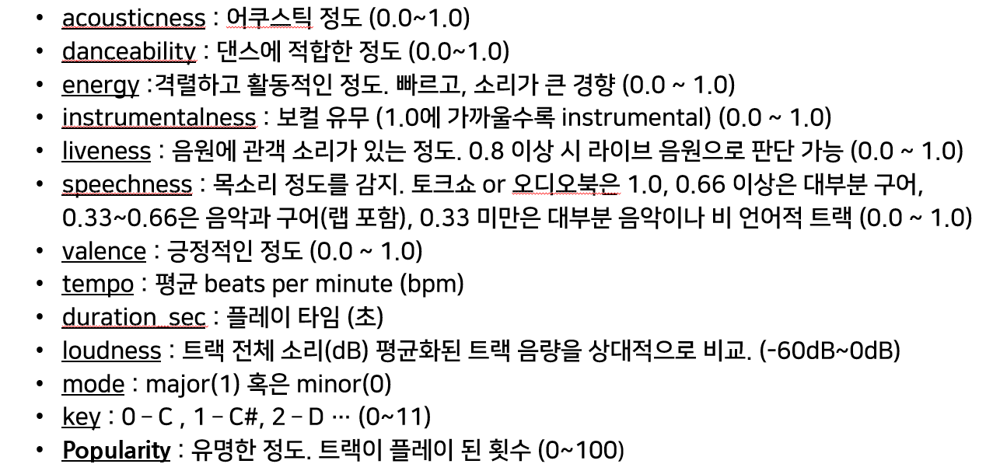 • acousticness : 어쿠스틱 정도 (0.0~1.0)
• danceability : 댄스에 적합한 정도 (0.0~1.0)
• energy :격렬하고 활동적인 정도. 빠르고, 소리가 큰 경향 (0.0 ~ 1.0)
• instrumentalness : 보컬 유무 (1.0에 가까울수록 instrumental) (0.0 ~ 1.0)
• liveness : 음원에 관객 소리가 있는 정도. 0.8 이상 시 라이브 음원으로 판단 가능 (0.0 ~ 1.0)
• speechness : 목소리 정도를 감지. 토크쇼 or 오디오북은 1.0, 0.66 이상은 대부분 구어,
0.33~0.66은 음악과 구어(랩 포함), 0.33 미만은 대부분 음악이나 비 언어적 트랙 (0.0 ~ 1.0)
• valence : 긍정적인 정도 (0.0 ~ 1.0)
• tempo : 평균 beats per minute (bpm)
• duration_sec : 플레이 타임 (초)
• loudness : 트랙 전체 소리(dB) 평균화된 트랙 음량을 상대적으로 비교. (-60dB~0dB)
• mode : major(1) 혹은 minor(0)
• key : 0 – C , 1 – C#, 2 – D ··· (0~11)
• Popularity : 유명한 정도. 트랙이 플레이 된 횟수 (0~100)